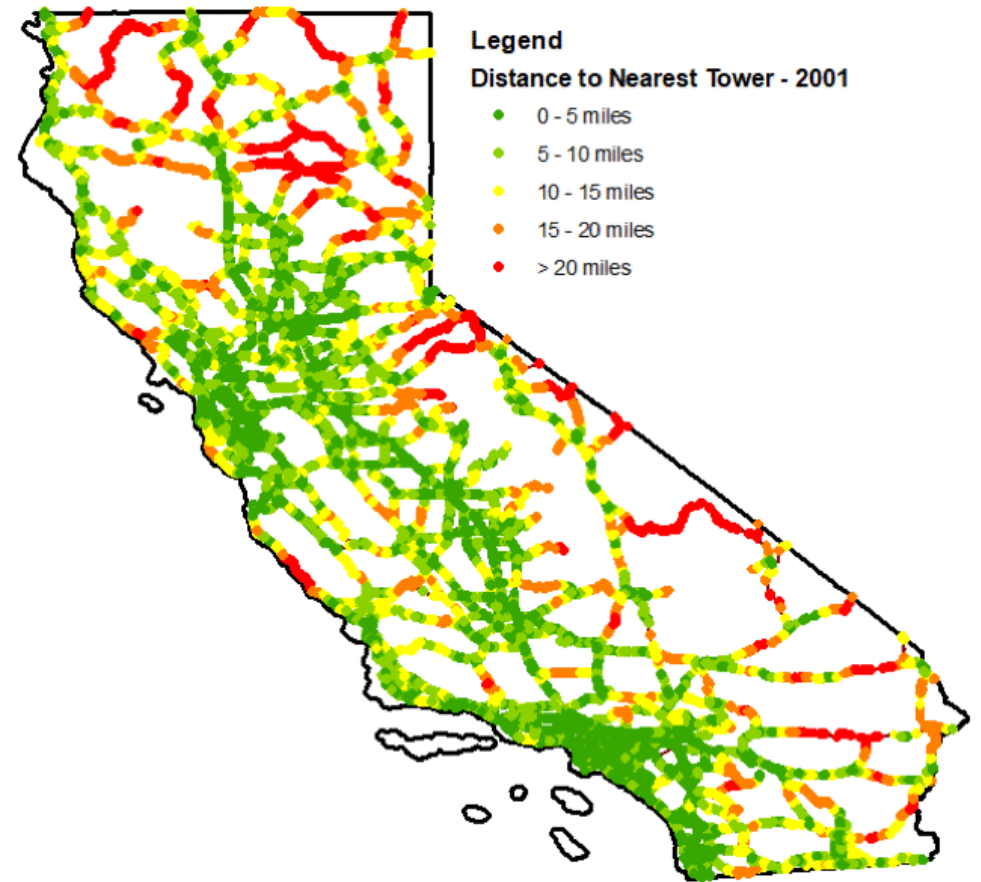 Legend
Distance to Nearest Tower - 2001
0 - 5 miles
5 - 10 miles
10 - 15 miles
15 - 20 miles
> 20 miles